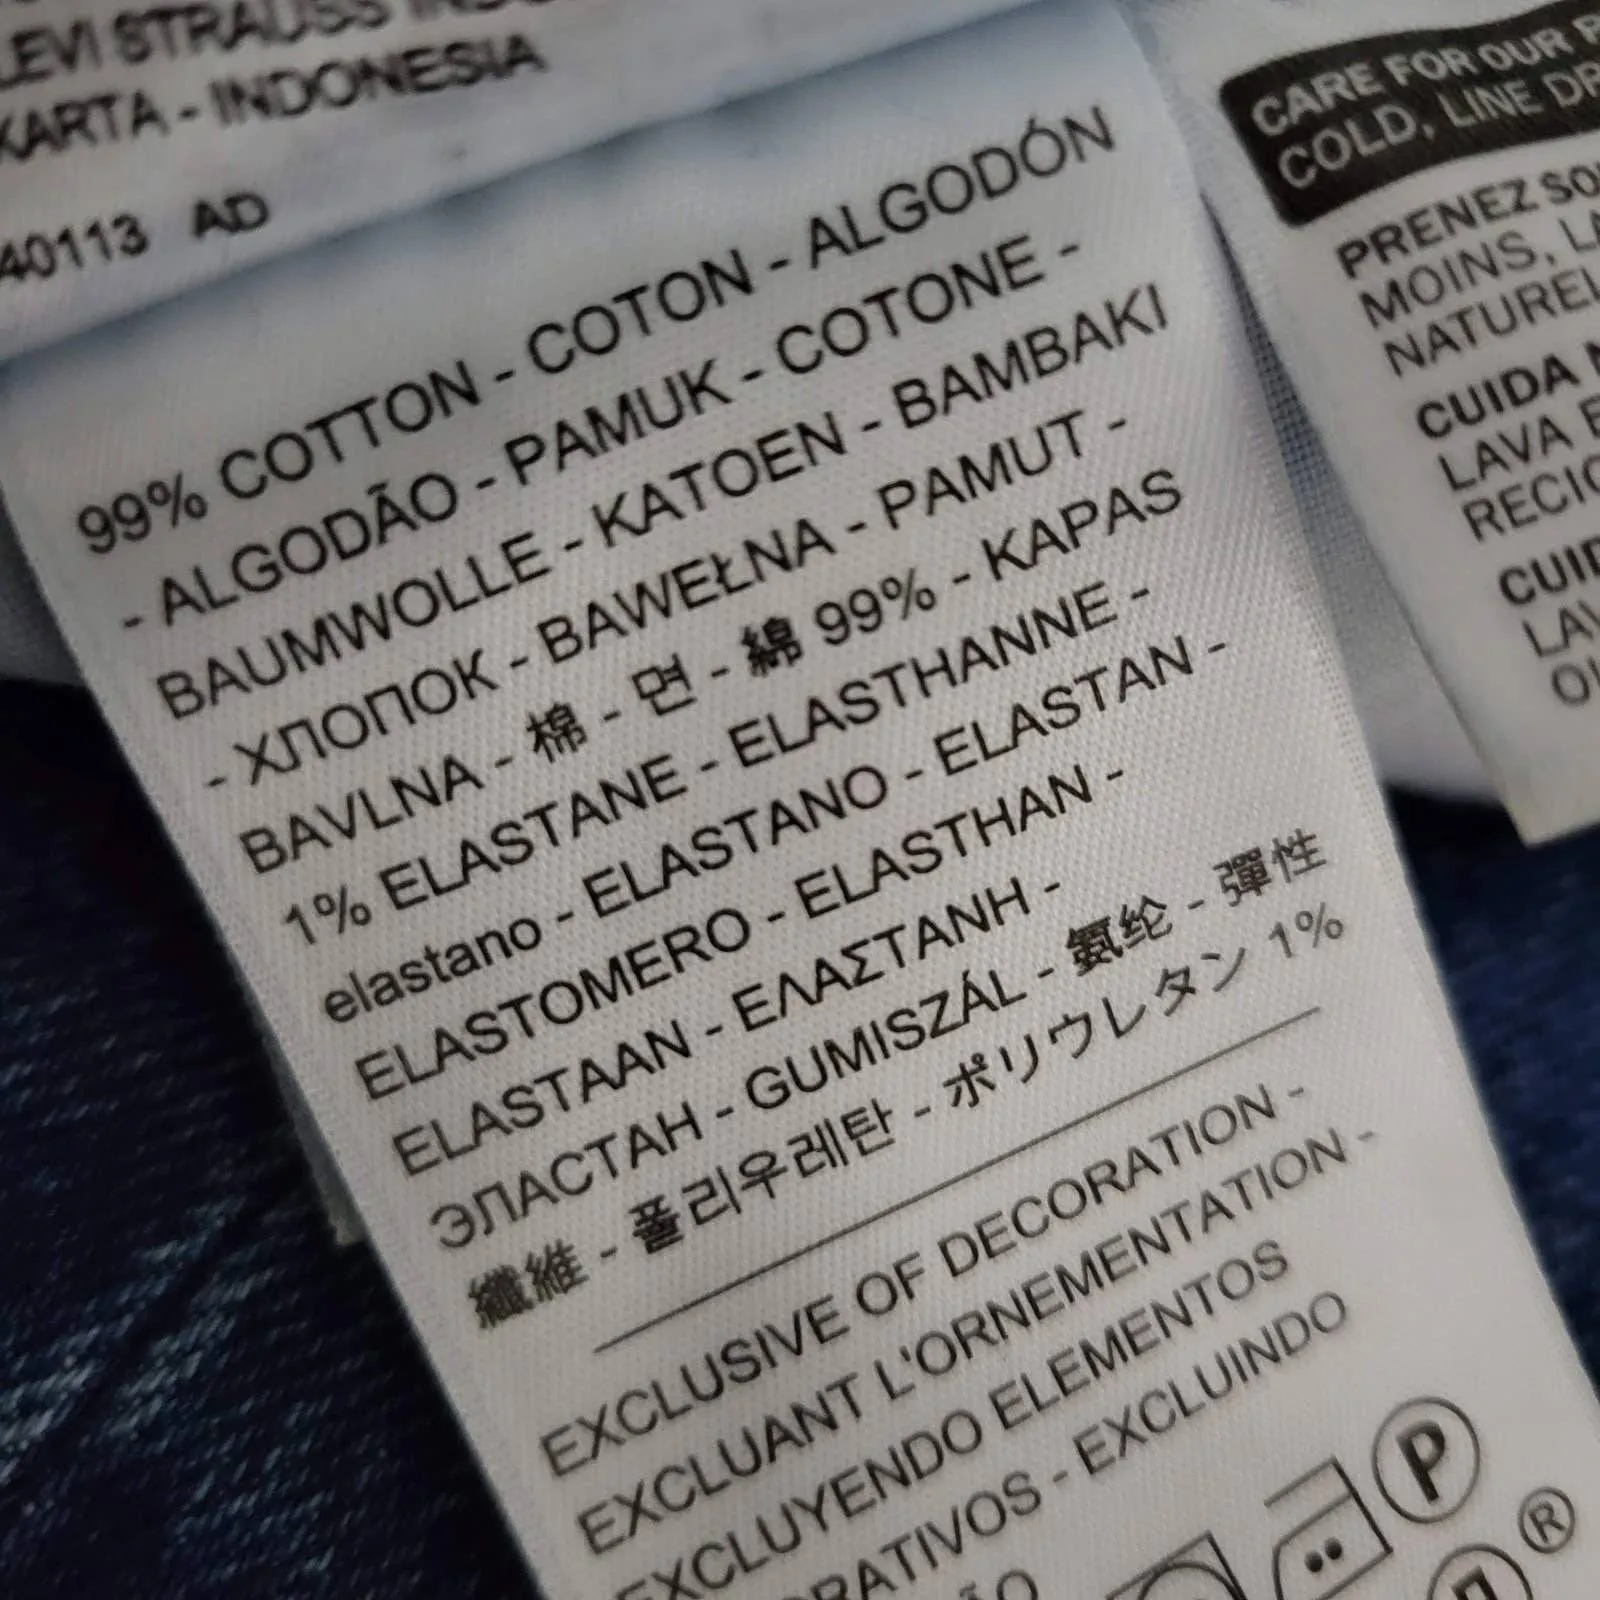 LEVI STRAUSS
KARTA - INDONESIA
40113 AD
99% COTTON - COTON - ALGODÓN
- ALGODÃO - PAMUK - COTONE -
BAUMWOLLE - KATOEN - BAMBAKI
- ХЛОПОК - BAWEŁNA - PAMUT -
BAVLNA - 棉 - 면 - 綿 99% - KAPAS
1% ELASTANE - ELASTHANNE -
elastano - ELASTANO - ELASTAN -
ELASTOMERO - ELASTHAN -
ELASTAAN - ΕΛΑΣΤΑΝΗ -
ЭЛАСТАН - GUMISZÁL - 氨纶 - 彈性
纖維 - 폴리우레탄 - ポリウレタン 1%
EXCLUSIVE OF DECORATION -
EXCLUANT L'ORNEMENTATION -
EXCLUYENDO ELEMENTOS
RATIVOS - EXCLUINDO
ÃO
P
®
CARE FOR OUR
COLD, LINE
PRENEZ
MOINS,
NATUREL
CUIDA
LAVA